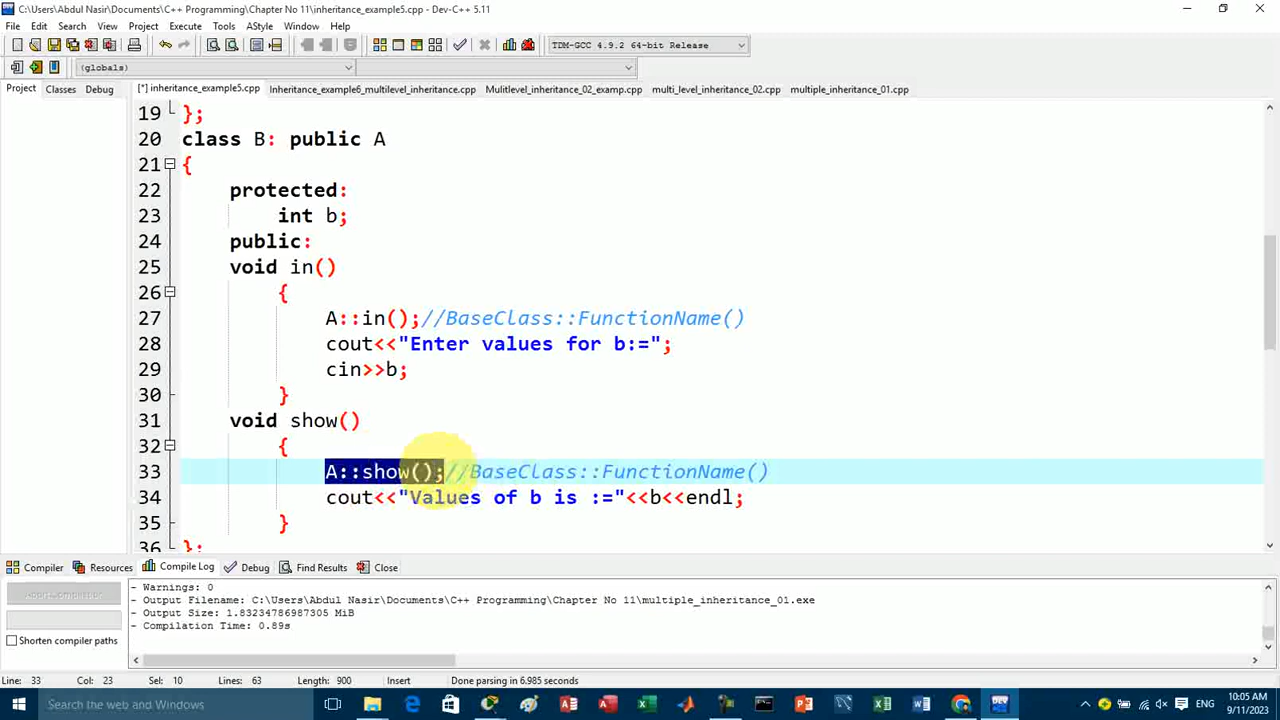 C:\Users\Abdul Nasir\Documents\C++ Programming\Chapter No 11\inheritance_example5.cpp - Dev-C++ 5.11
File Edit Search View Project Execute Tools AStyle Window Help
TDM-GCC 4.9.2 64-bit Release
(globals)
Project Classes Debug
[*] inheritance_example5.cpp Inheritance_example6_multilevel_inheritance.cpp Mulitlevel_inheritance_02_examp.cpp multi_level_inheritance_02.cpp multiple_inheritance_01.cpp
19 };
20 class B: public A
21 {
22 protected:
23 int b;
24 public:
25 void in()
26 {
27 A::in();//BaseClass::FunctionName()
28 cout<<"Enter values for b:=";
29 cin>>b;
30 }
31 void show()
32 {
33 A::show();//BaseClass::FunctionName()
34 cout<<"Values of b is :="<<b<<endl;
35 }
36 };
Compiler Resources Compile Log Debug Find Results Close
Abort Compilation
Shorten compiler paths
- Warnings: 0
- Output Filename: C:\Users\Abdul Nasir\Documents\C++ Programming\Chapter No 11\multiple_inheritance_01.exe
- Output Size: 1.83234786987305 MiB
- Compilation Time: 0.89s
Line: 33 Col: 23 Sel: 10 Lines: 63 Length: 900 Insert Done parsing in 6.985 seconds
Search the web and Windows
DEV
ENG
10:05 AM
9/11/2023